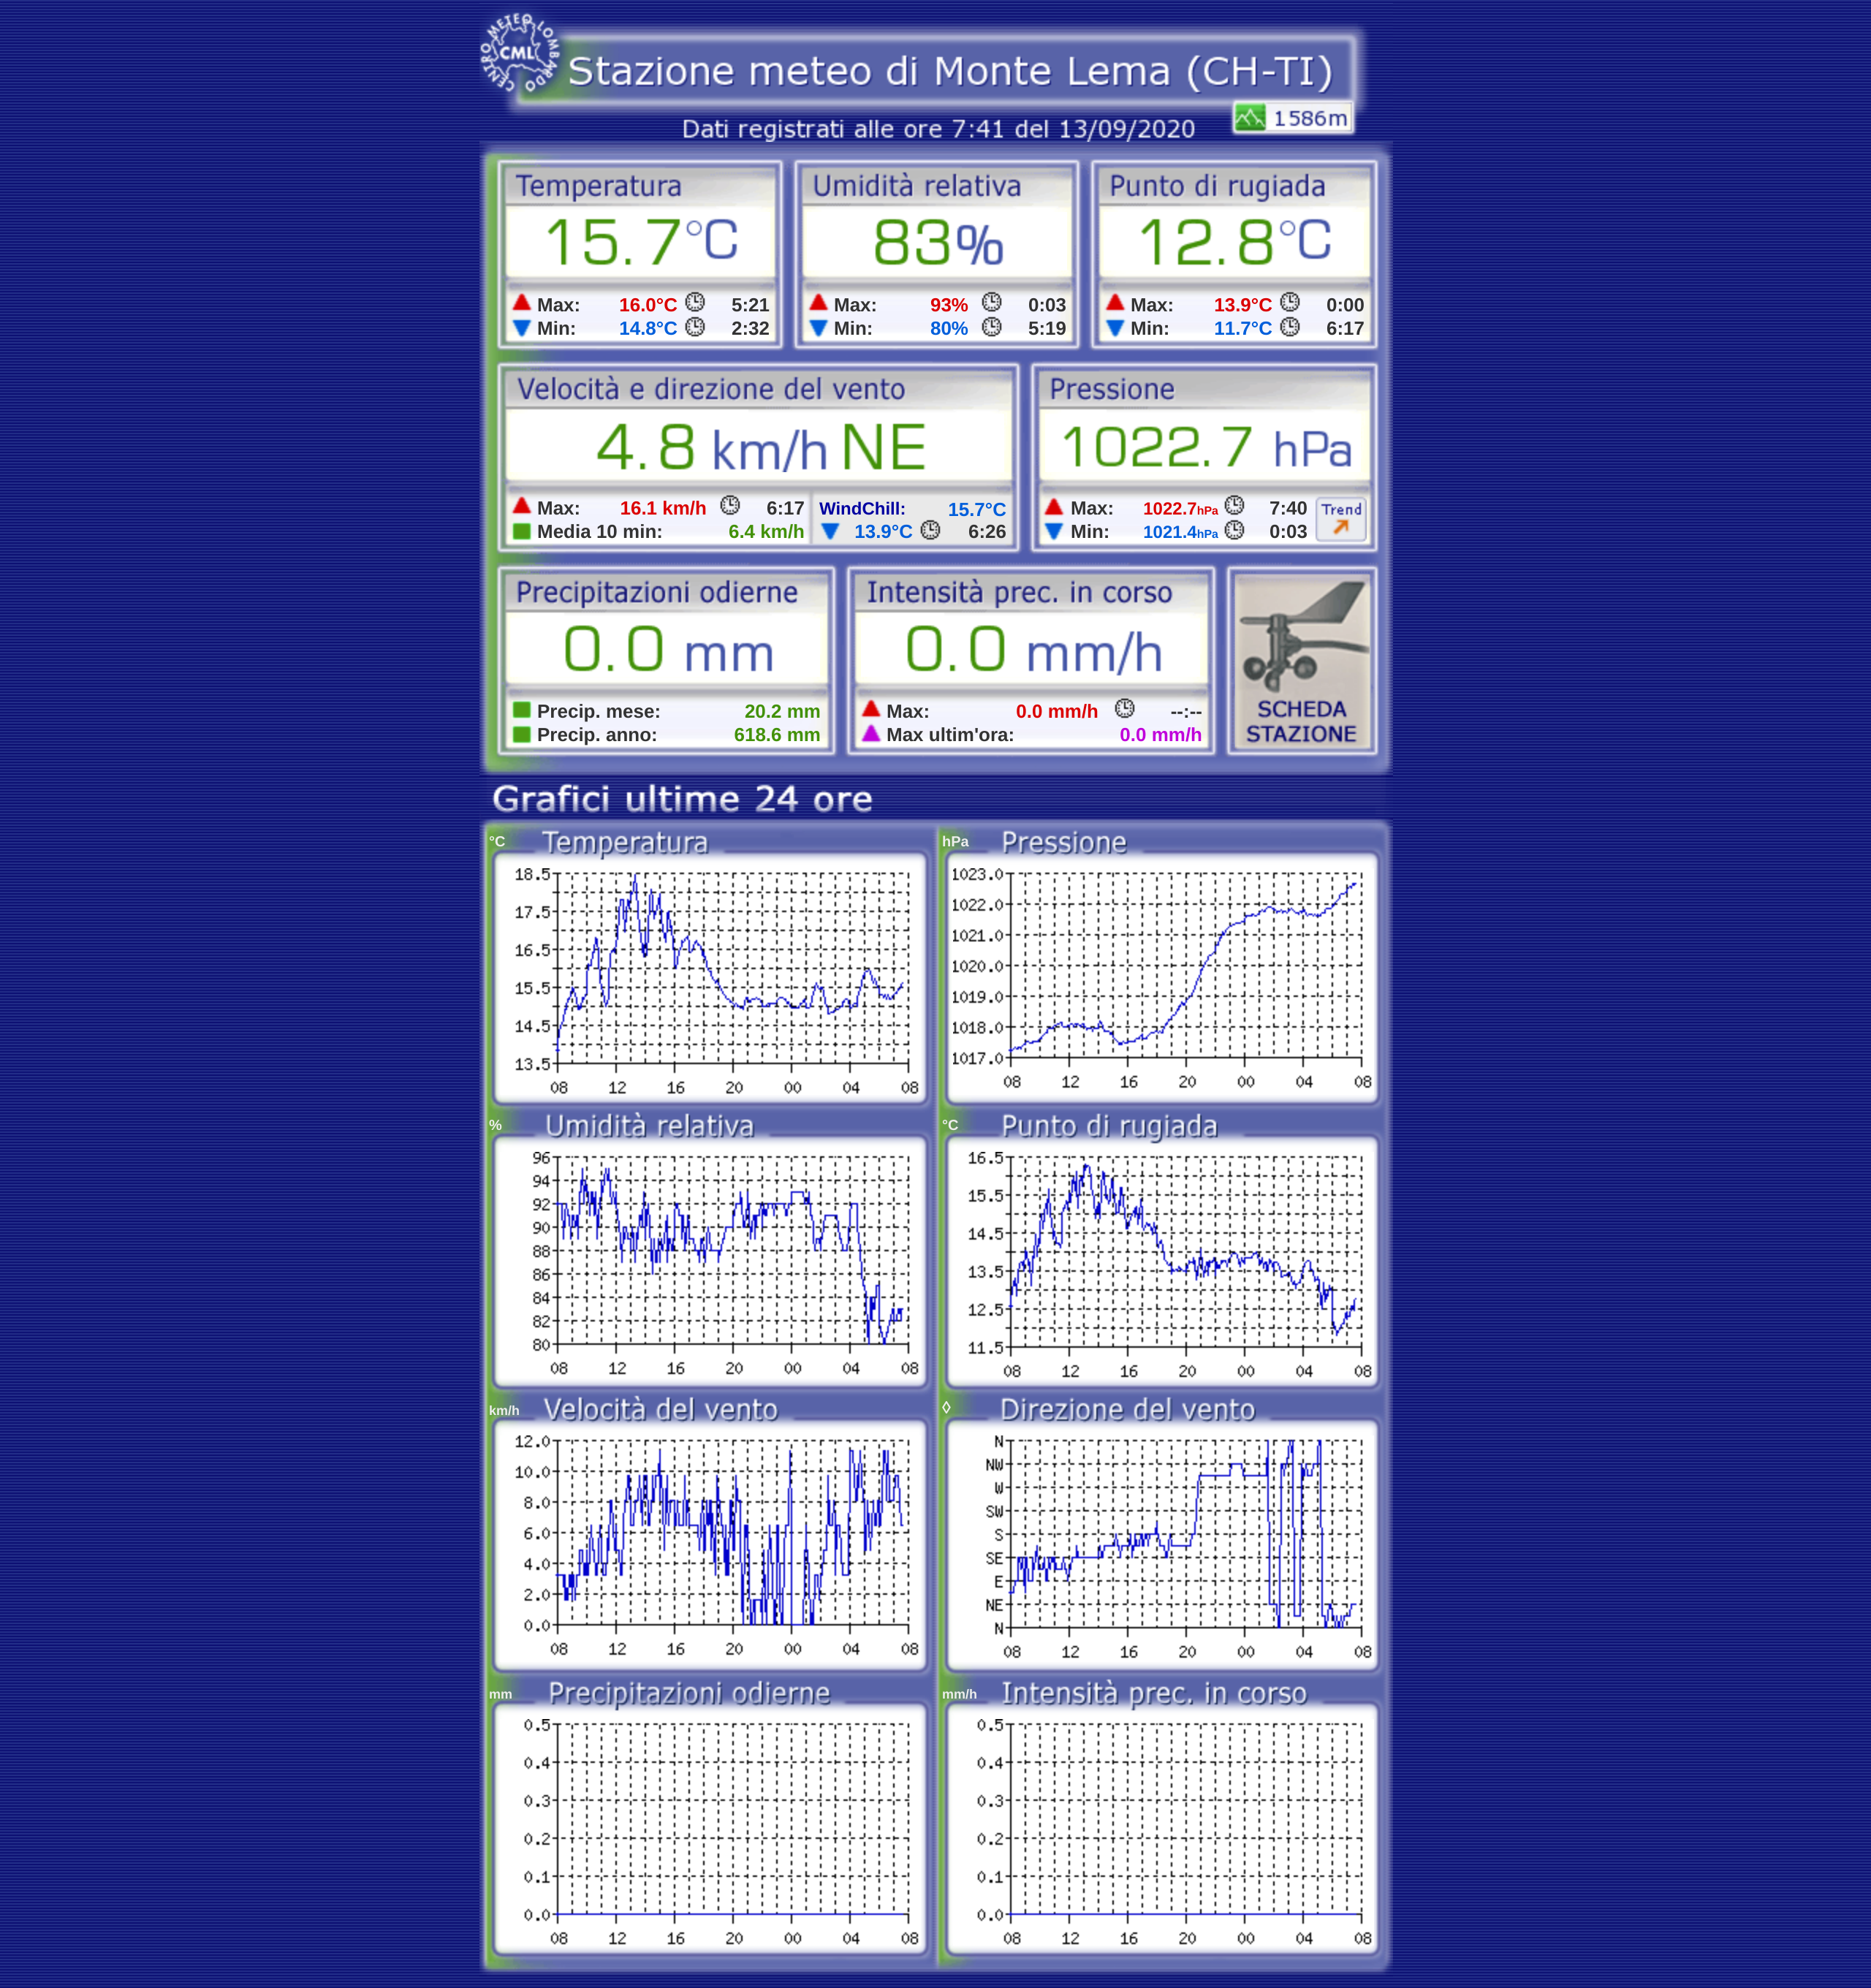 CENTRO METEO LOMBARDO
CML
Stazione meteo di Monte Lema (CH-TI)
1586m
Dati registrati alle ore 7:41 del 13/09/2020
Temperatura
15.7°C
Max: 16.0°C 5:21
Min: 14.8°C 2:32
Umidità relativa
83%
Max: 93% 0:03
Min: 80% 5:19
Punto di rugiada
12.8°C
Max: 13.9°C 0:00
Min: 11.7°C 6:17
Velocità e direzione del vento
4.8 km/h NE
Max: 16.1 km/h 6:17
Media 10 min: 6.4 km/h
WindChill: 15.7°C
13.9°C 6:26
Pressione
1022.7 hPa
Max: 1022.7hPa 7:40
Min: 1021.4hPa 0:03
Trend
Precipitazioni odierne
0.0 mm
Precip. mese: 20.2 mm
Precip. anno: 618.6 mm
Intensità prec. in corso
0.0 mm/h
Max: 0.0 mm/h --:--
Max ultim'ora: 0.0 mm/h
SCHEDA
STAZIONE
Grafici ultime 24 ore
°C Temperatura
18.5
17.5
16.5
15.5
14.5
13.5
08 12 16 20 00 04 08
hPa Pressione
1023.0
1022.0
1021.0
1020.0
1019.0
1018.0
1017.0
08 12 16 20 00 04 08
% Umidità relativa
96
94
92
90
88
86
84
82
80
08 12 16 20 00 04 08
°C Punto di rugiada
16.5
15.5
14.5
13.5
12.5
11.5
08 12 16 20 00 04 08
km/h Velocità del vento
12.0
10.0
8.0
6.0
4.0
2.0
0.0
08 12 16 20 00 04 08
◊ Direzione del vento
N
NW
W
SW
S
SE
E
NE
N
08 12 16 20 00 04 08
mm Precipitazioni odierne
0.5
0.4
0.3
0.2
0.1
0.0
08 12 16 20 00 04 08
mm/h Intensità prec. in corso
0.5
0.4
0.3
0.2
0.1
0.0
08 12 16 20 00 04 08